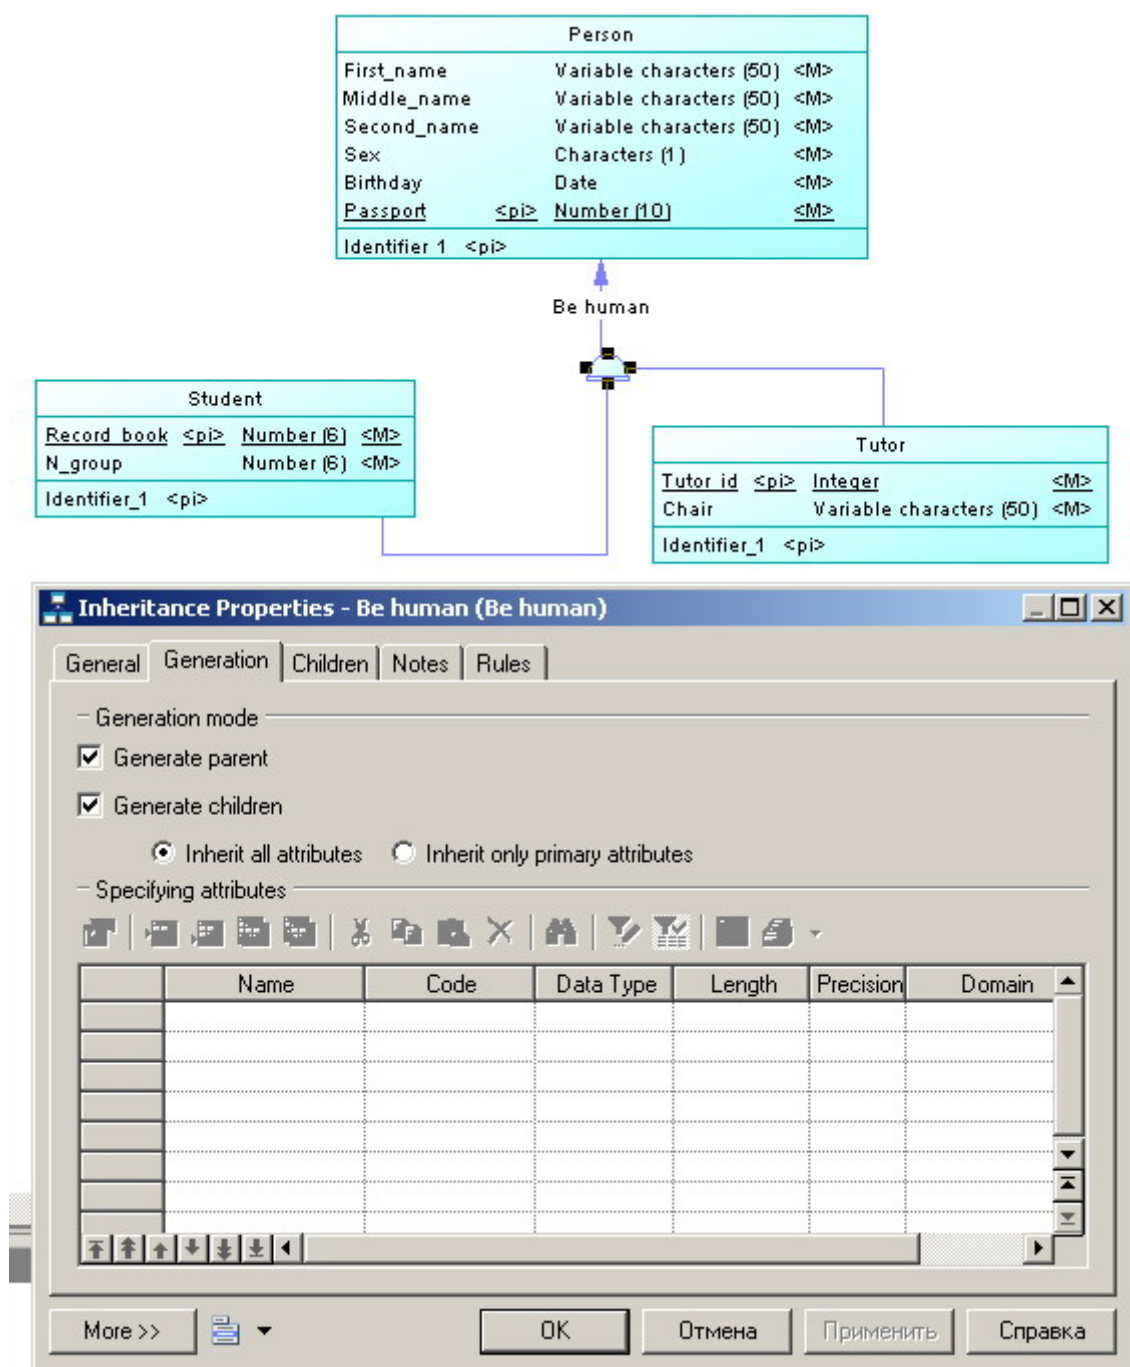 Person
First_name Variable characters (50) <M>
Middle_name Variable characters (50) <M>
Second_name Variable characters (50) <M>
Sex Characters (1) <M>
Birthday Date <M>
Passport <pi> Number (10) <M>
Identifier 1 <pi>
Be human
Student
Record_book <pi> Number (6) <M>
N_group Number (6) <M>
Identifier_1 <pi>
Tutor
Tutor_id <pi> Integer <M>
Chair Variable characters (50) <M>
Identifier_1 <pi>
Inheritance Properties - Be human (Be human)
General Generation Children Notes Rules
Generation mode
Generate parent
Generate children
Inherit all attributes Inherit only primary attributes
Specifying attributes
Name Code Data Type Length Precision Domain
More >> OK Отмена Применить Справка